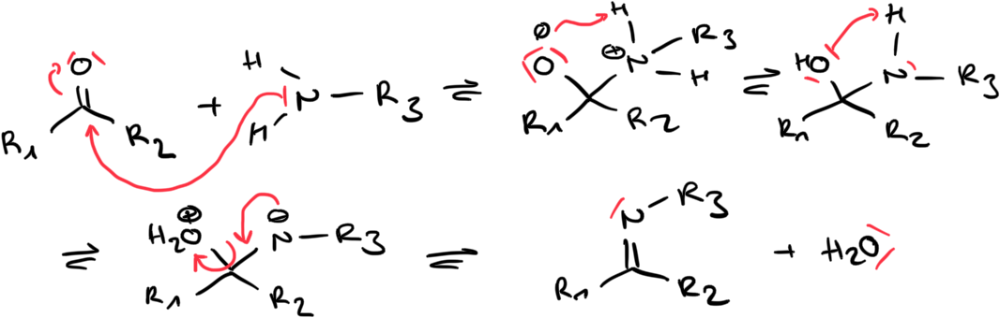 O + H N H R3 ⇌ ⊖ O H ⊕ N R3 H ⇌ HO H N R3
R1 R2 R1 R2 R1 R2
⇌ H2O ⊕ ⊖ N R3 ⇌ N R3 + H2O
R1 R2 R1 R2